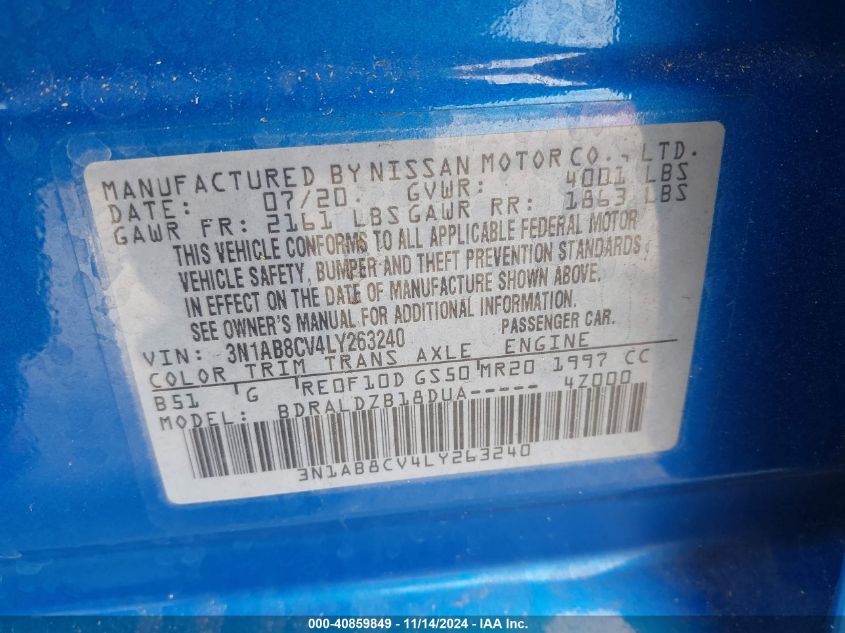 MANUFACTURED BY NISSAN MOTOR CO., LTD.
DATE: 07/20. GVWR: 4001 LBS
GAWR FR: 2161 LBS GAWR RR: 1863 LBS
THIS VEHICLE CONFORMS TO ALL APPLICABLE FEDERAL MOTOR
VEHICLE SAFETY, BUMPER AND THEFT PREVENTION STANDARDS
IN EFFECT ON THE DATE OF MANUFACTURE SHOWN ABOVE.
SEE OWNER'S MANUAL FOR ADDITIONAL INFORMATION.
VIN: 3N1AB8CV4LY263240 PASSENGER CAR.
COLOR TRIM TRANS AXLE ENGINE
B51 G RE0F10D GS50 MR20 1997 CC
MODEL: BDRALDZB18DUA----- 4Z000
3N1AB8CV4LY263240
000-40859849 - 11/14/2024 - IAA Inc.